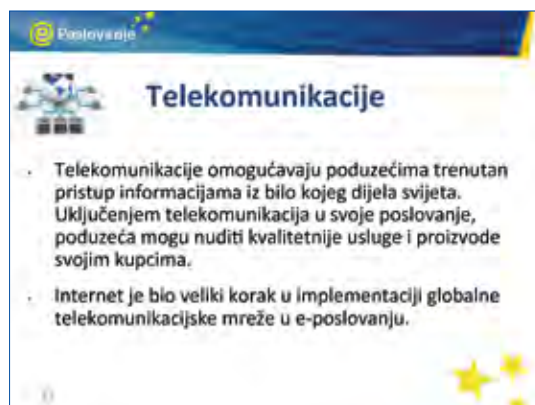 e Poslovanje
Telekomunikacije
Telekomunikacije omogućavaju poduzećima trenutan
pristup informacijama iz bilo kojeg dijela svijeta.
Uključenjem telekomunikacija u svoje poslovanje,
poduzeća mogu nuditi kvalitetnije usluge i proizvode
svojim kupcima.
Internet je bio veliki korak u implementaciji globalne
telekomunikacijske mreže u e-poslovanju.